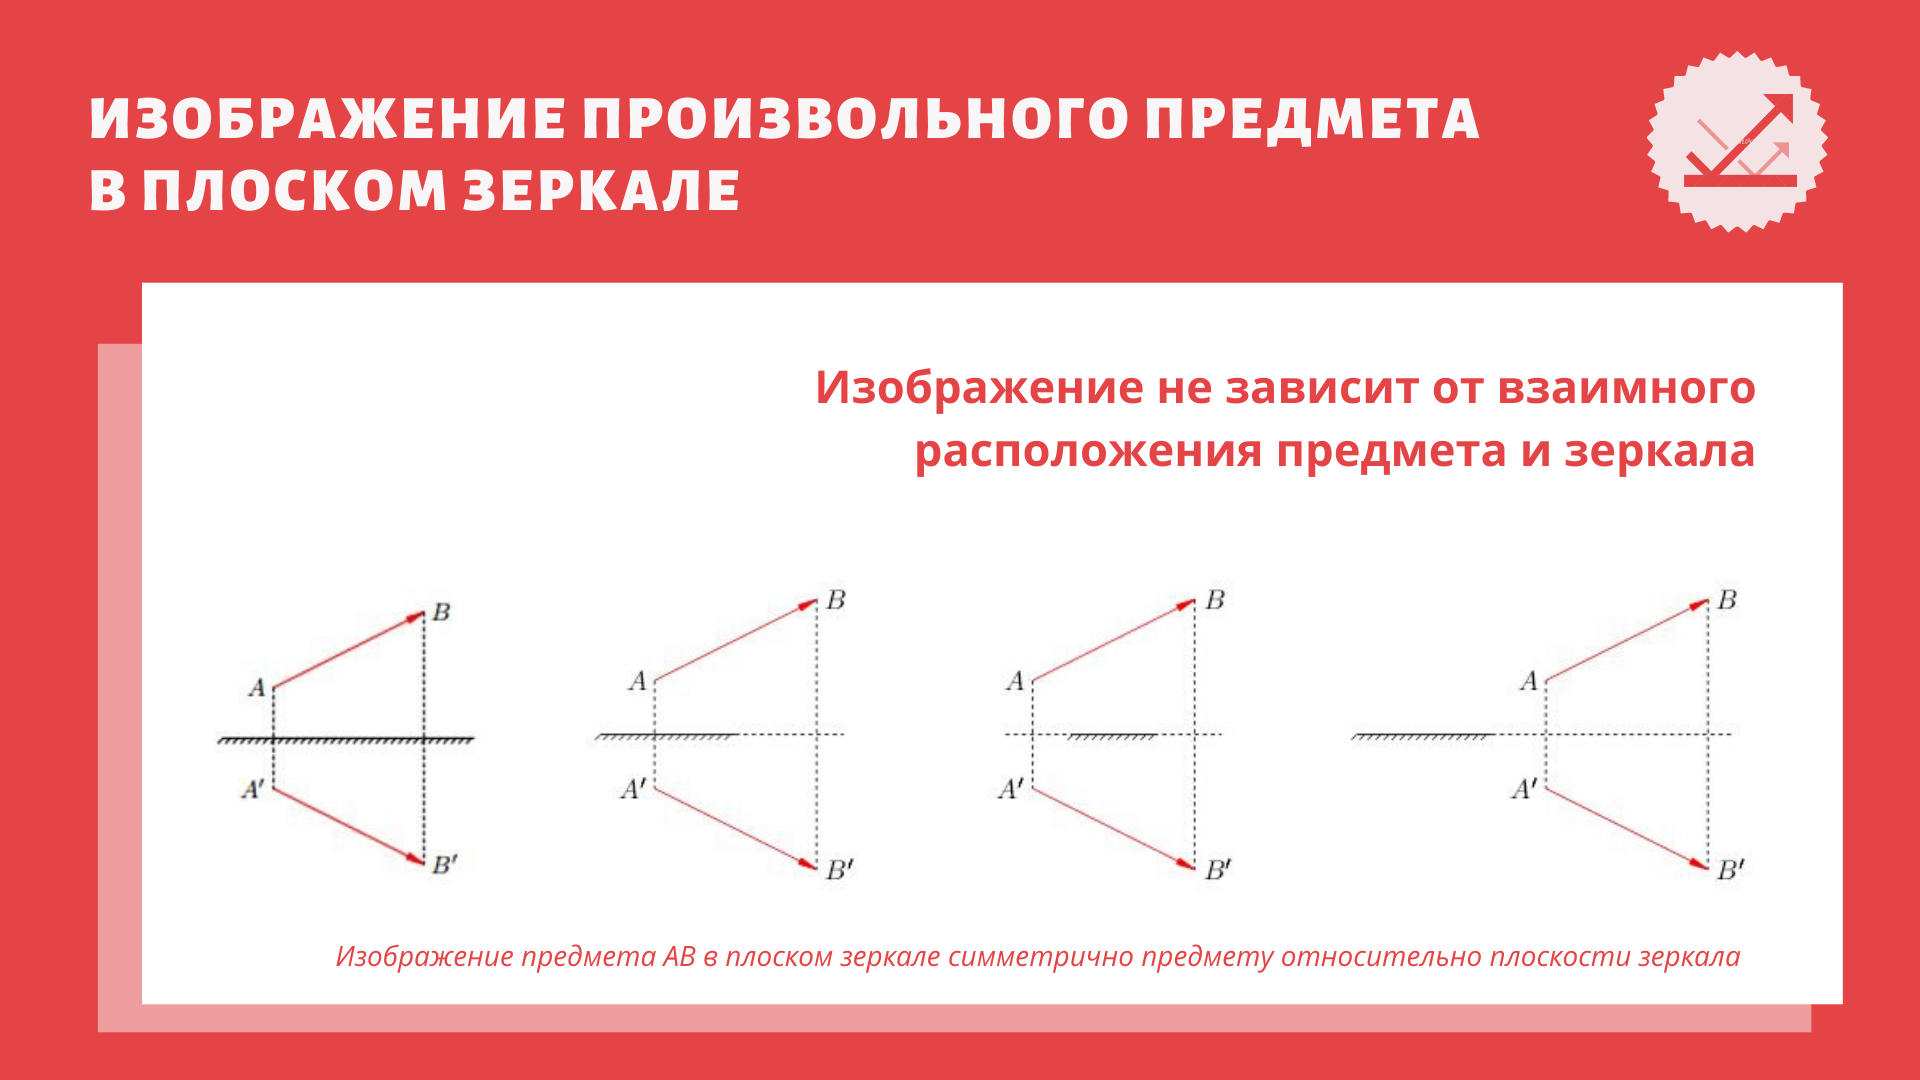 ИЗОБРАЖЕНИЕ ПРОИЗВОЛЬНОГО ПРЕДМЕТА
В ПЛОСКОМ ЗЕРКАЛЕ
Изображение не зависит от взаимного
расположения предмета и зеркала
B
A
A′
B′
B
A
A′
B′
B
A
A′
B′
B
A
A′
B′
Изображение предмета АВ в плоском зеркале симметрично предмету относительно плоскости зеркала